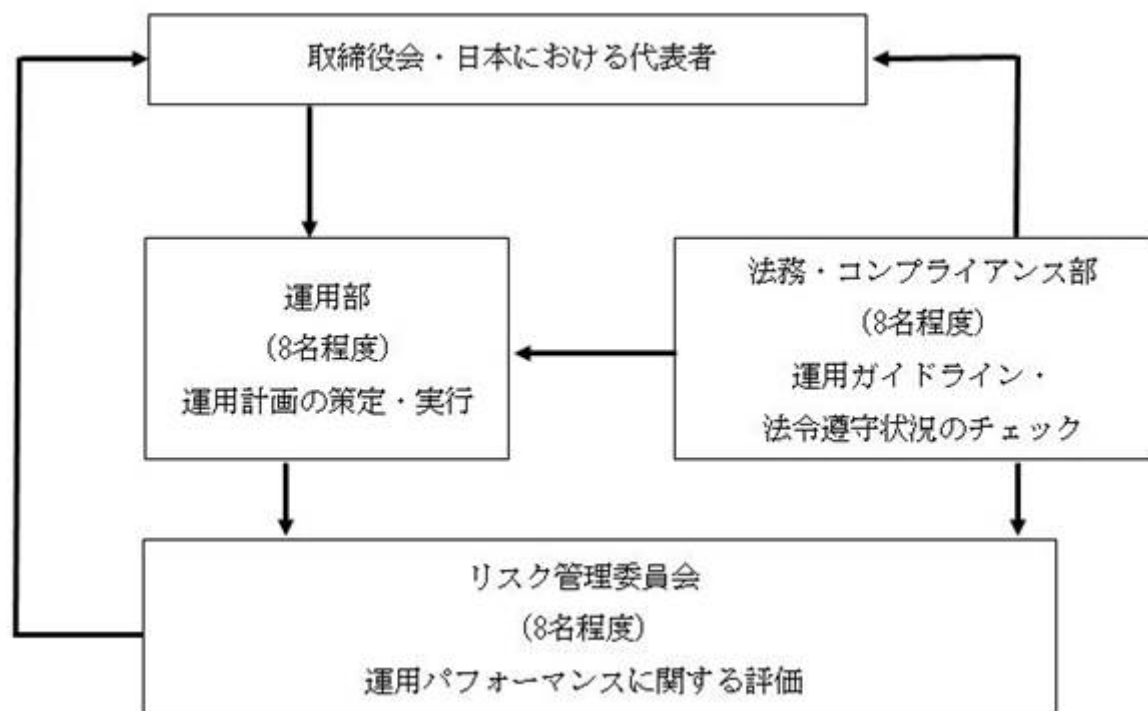 取締役会・日本における代表者
運用部
(8名程度)
運用計画の策定・実行
法務・コンプライアンス部
(8名程度)
運用ガイドライン・
法令遵守状況のチェック
リスク管理委員会
(8名程度)
運用パフォーマンスに関する評価